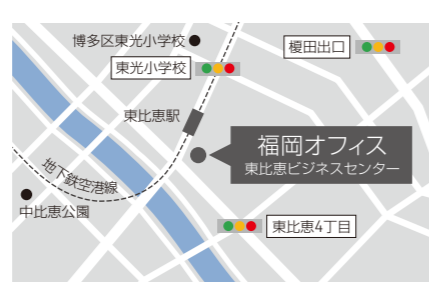 博多区東光小学校
榎田出口
東光小学校
東比恵駅
福岡オフィス
東比恵ビジネスセンター
地下鉄空港線
中比恵公園
東比恵4丁目